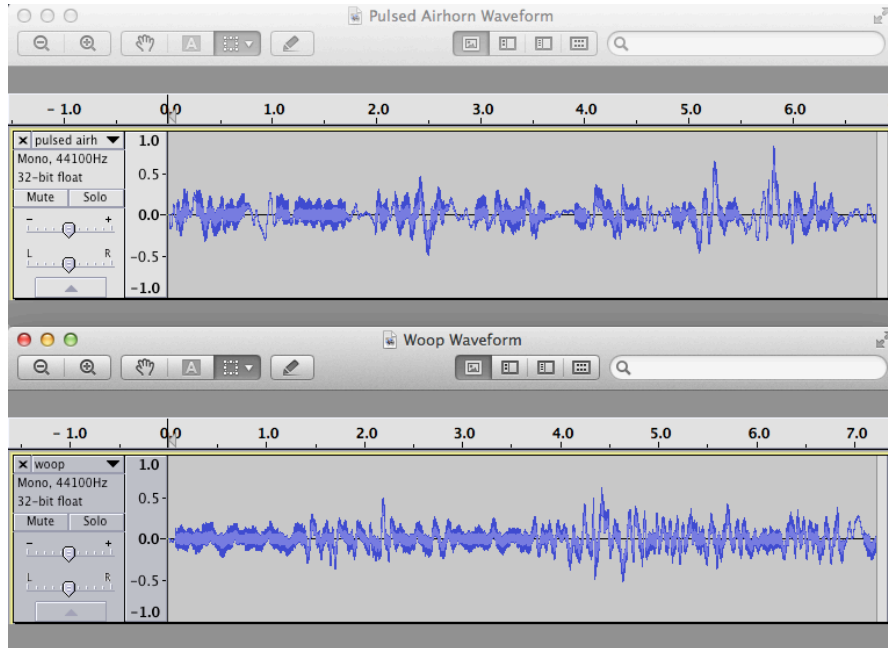 Pulsed Airhorn Waveform
A
- 1.0 0.0 1.0 2.0 3.0 4.0 5.0 6.0
× pulsed airh ▼ 1.0
Mono, 44100Hz
32-bit float 0.5-
Mute Solo
- + 0.0-
L R -0.5-
-1.0
Woop Waveform
A
- 1.0 0.0 1.0 2.0 3.0 4.0 5.0 6.0 7.0
× woop ▼ 1.0
Mono, 44100Hz
32-bit float 0.5-
Mute Solo
- + 0.0-
L R -0.5-
-1.0